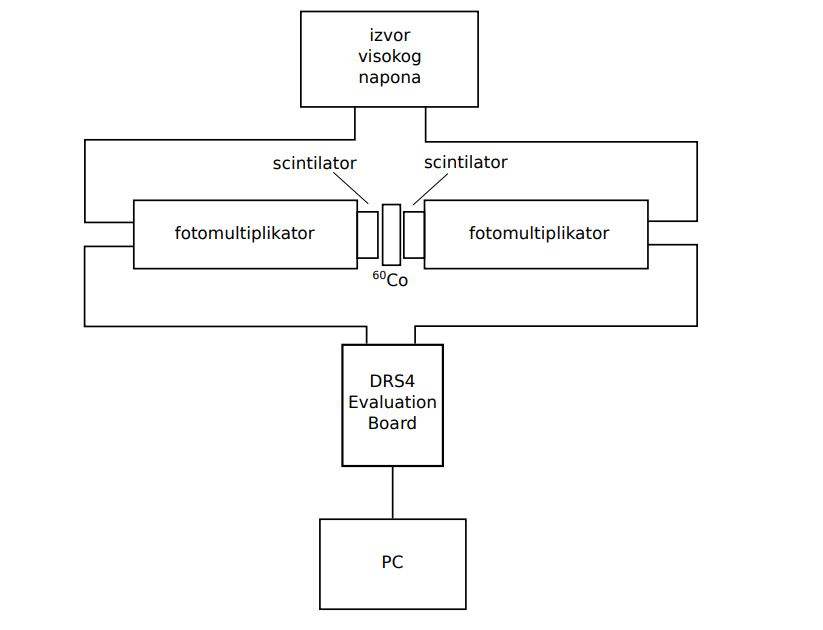 izvor
visokog
napona
scintilator
scintilator
fotomultiplikator
fotomultiplikator
⁶⁰Co
DRS4
Evaluation
Board
PC